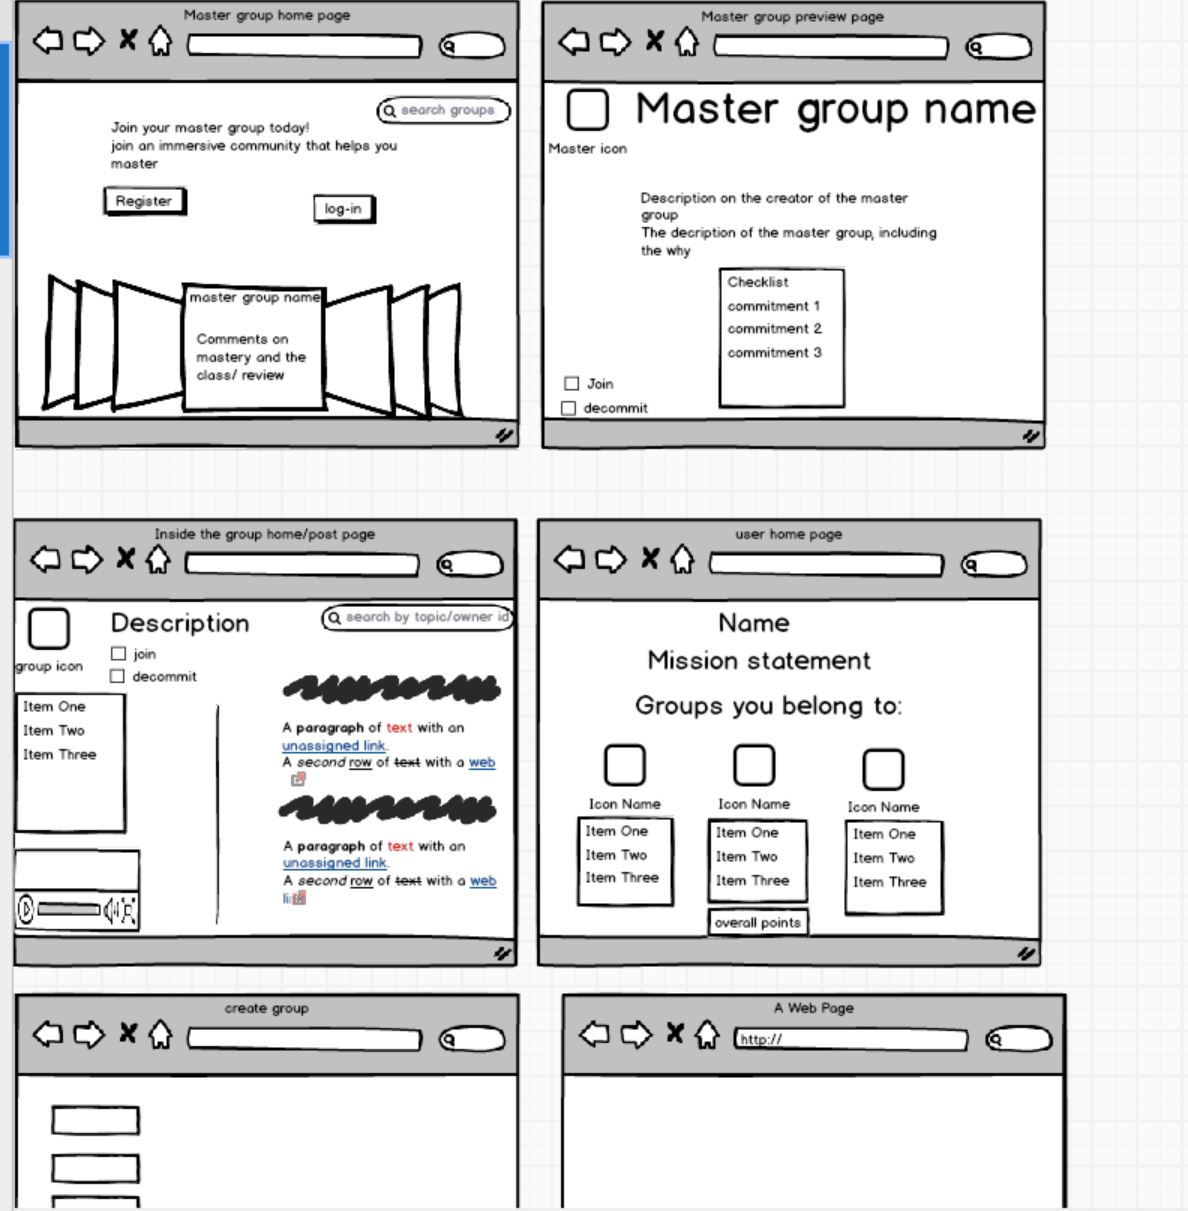 Master group home page
search groups
Join your master group today!
join an immersive community that helps you
master
Register
log-in
master group name
Comments on
mastery and the
class/ review
Master group preview page
Master group name
Master icon
Description on the creator of the master
group
The decription of the master group, including
the why
Checklist
commitment 1
commitment 2
commitment 3
Join
decommit
Inside the group home/post page
search by topic/owner id
Description
group icon
join
decommit
Item One
Item Two
Item Three
A paragraph of text with an
unassigned link.
A second row of text with a web
A paragraph of text with an
unassigned link.
A second row of text with a web
user home page
Name
Mission statement
Groups you belong to:
Icon Name
Item One
Item Two
Item Three
Icon Name
Item One
Item Two
Item Three
overall points
Icon Name
Item One
Item Two
Item Three
create group
A Web Page
http://